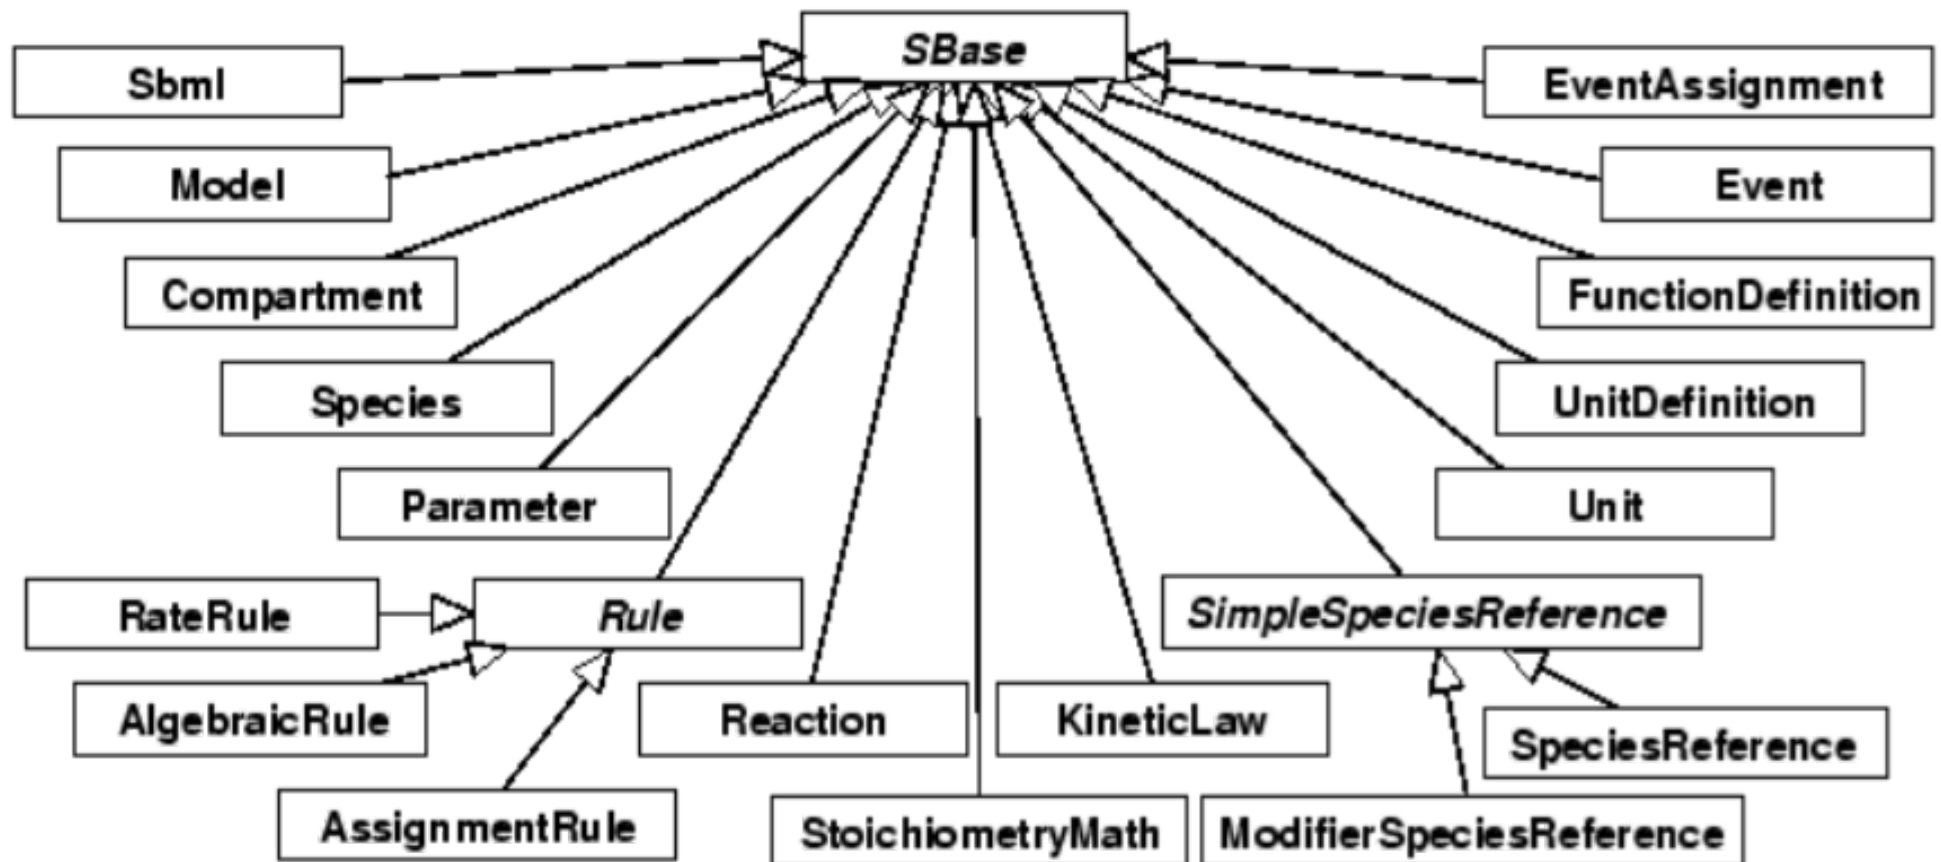 SBase
Sbml
EventAssignment
Model
Event
Compartment
FunctionDefinition
Species
UnitDefinition
Parameter
Unit
RateRule
Rule
SimpleSpeciesReference
AlgebraicRule
Reaction
KineticLaw
SpeciesReference
AssignmentRule
StoichiometryMath
ModifierSpeciesReference